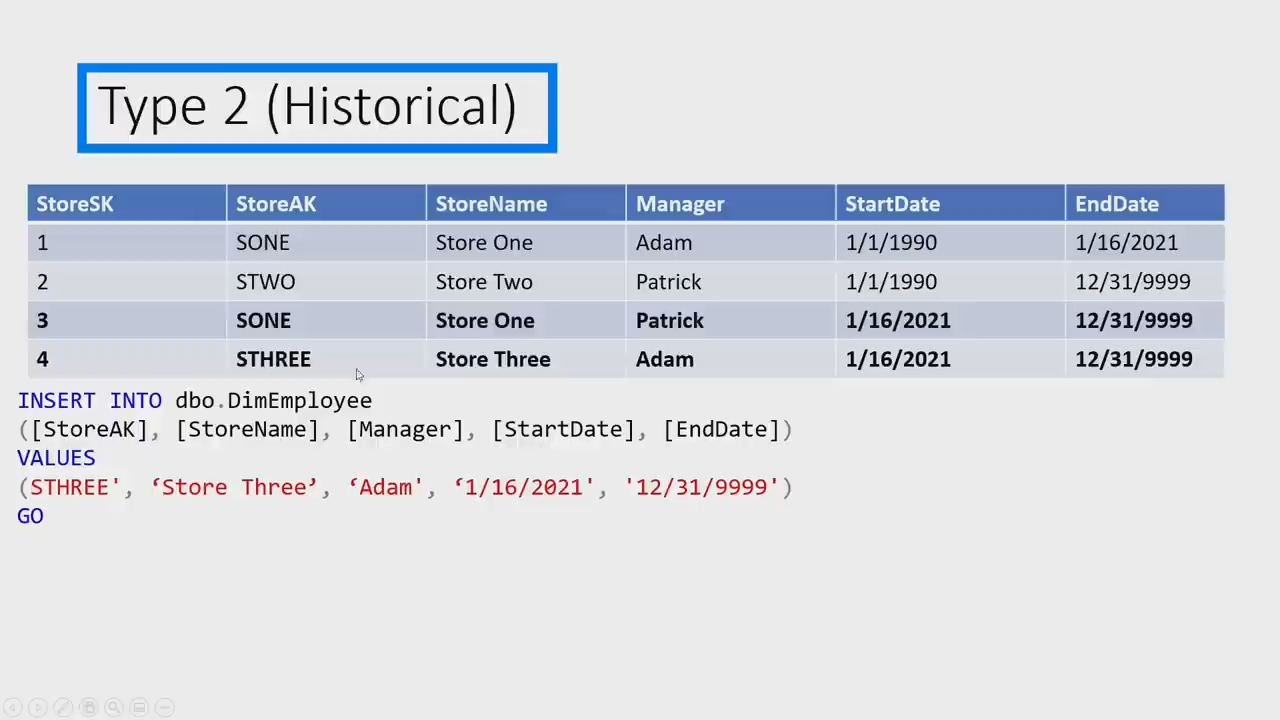 Type 2 (Historical)
StoreSK StoreAK StoreName Manager StartDate EndDate
1 SONE Store One Adam 1/1/1990 1/16/2021
2 STWO Store Two Patrick 1/1/1990 12/31/9999
3 SONE Store One Patrick 1/16/2021 12/31/9999
4 STHREE Store Three Adam 1/16/2021 12/31/9999
INSERT INTO dbo.DimEmployee
([StoreAK], [StoreName], [Manager], [StartDate], [EndDate])
VALUES
(STHREE', ‘Store Three’, ‘Adam', ‘1/16/2021', '12/31/9999')
GO